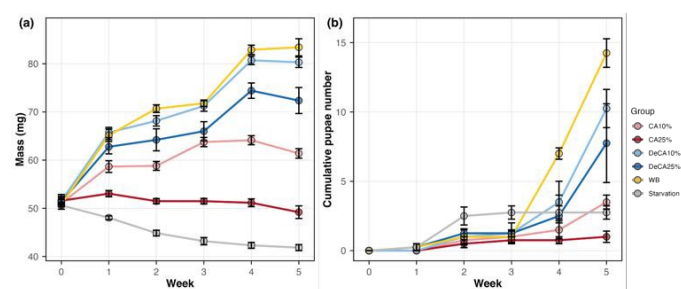 (a)
Mass (mg)
80
70
60
50
40
0 1 2 3 4 5
Week
(b)
Cumulative pupae number
15
10
5
0
0 1 2 3 4 5
Week
Group
CA10%
CA25%
DeCA10%
DeCA25%
WB
Starvation